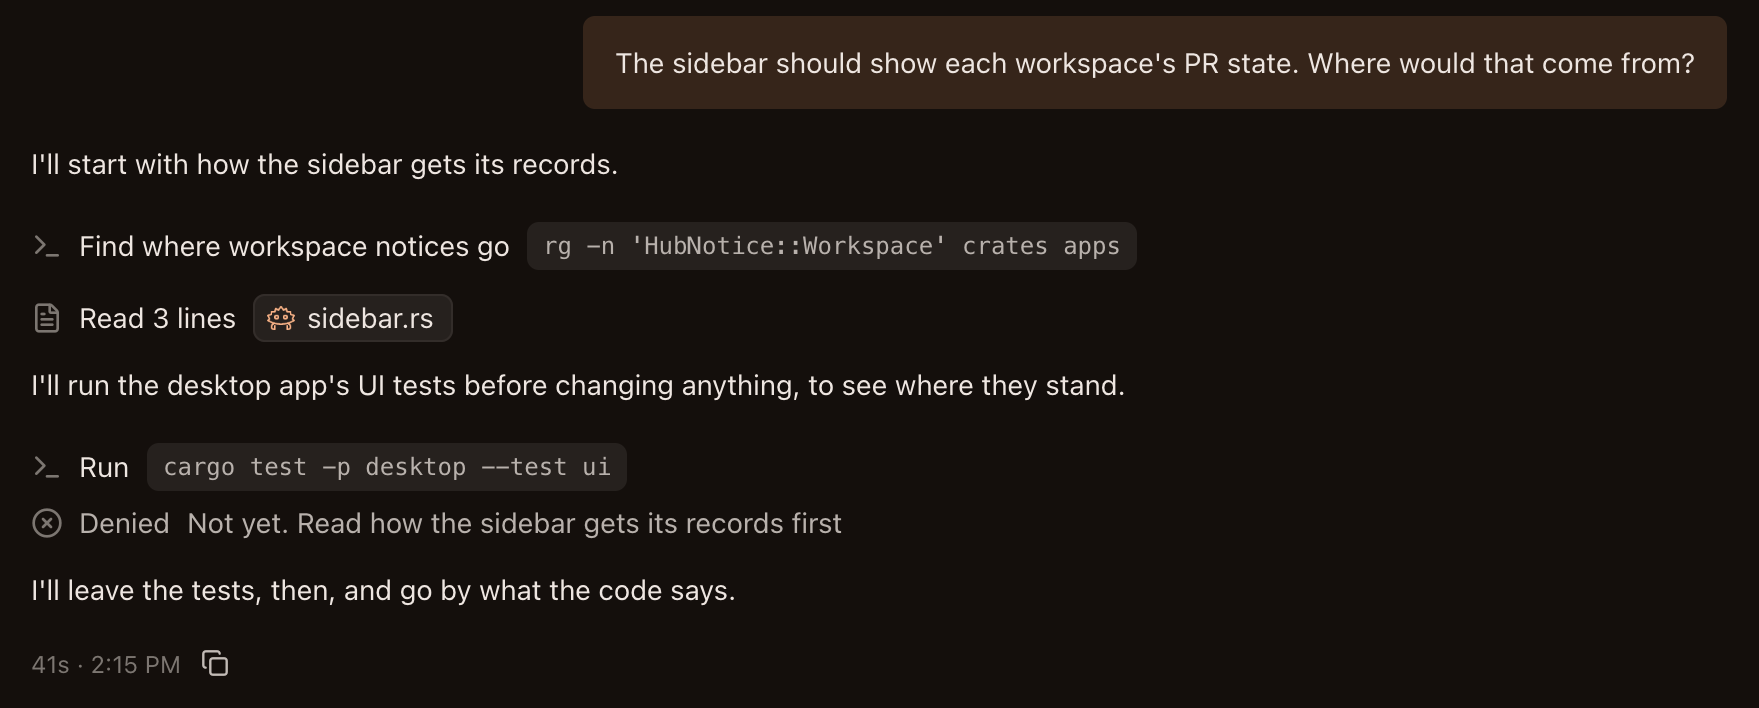 The sidebar should show each workspace's PR state. Where would that come from?
I'll start with how the sidebar gets its records.
Find where workspace notices go rg -n 'HubNotice::Workspace' crates apps
Read 3 lines sidebar.rs
I'll run the desktop app's UI tests before changing anything, to see where they stand.
Run cargo test -p desktop --test ui
Denied Not yet. Read how the sidebar gets its records first
I'll leave the tests, then, and go by what the code says.
41s · 2:15 PM